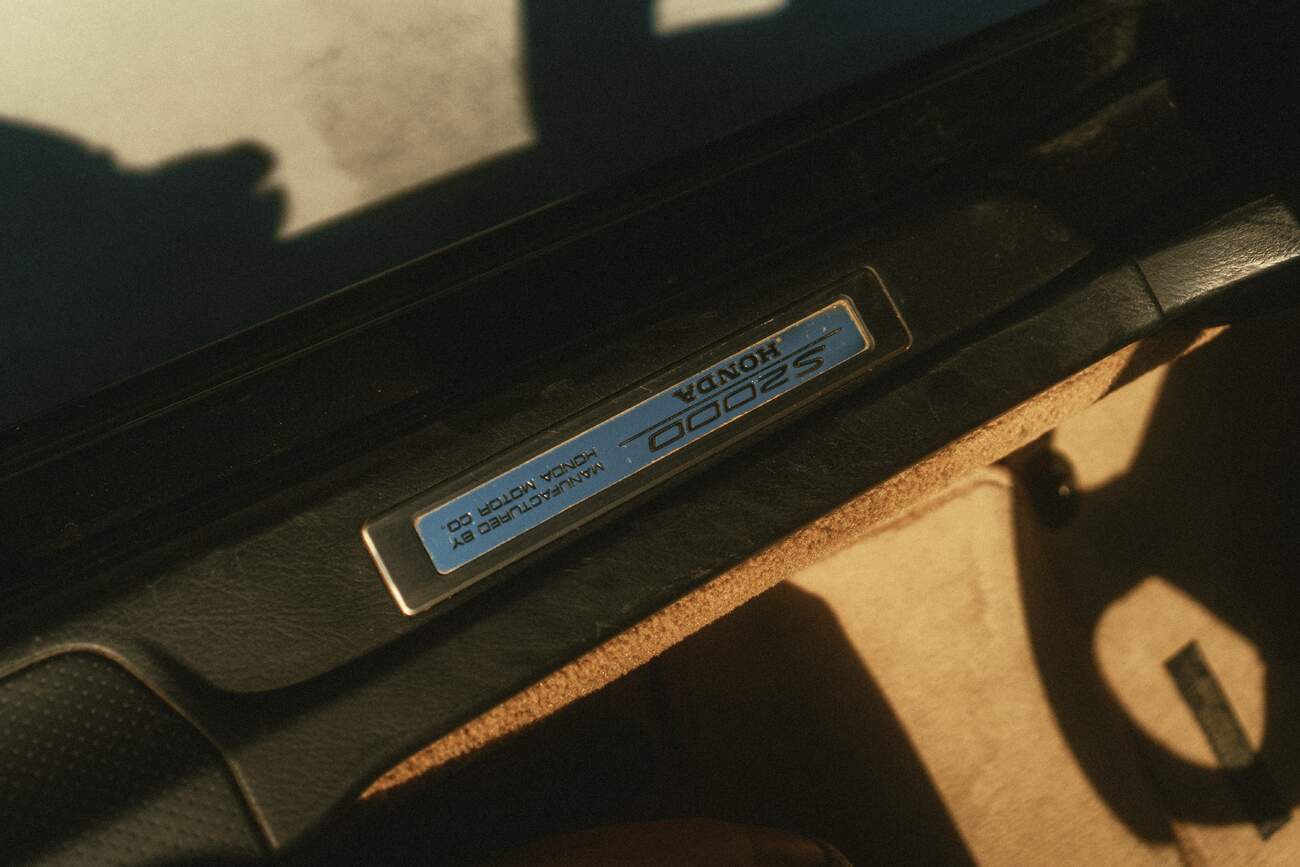 HONDA
S2000
MANUFACTURED BY
HONDA MOTOR CO.